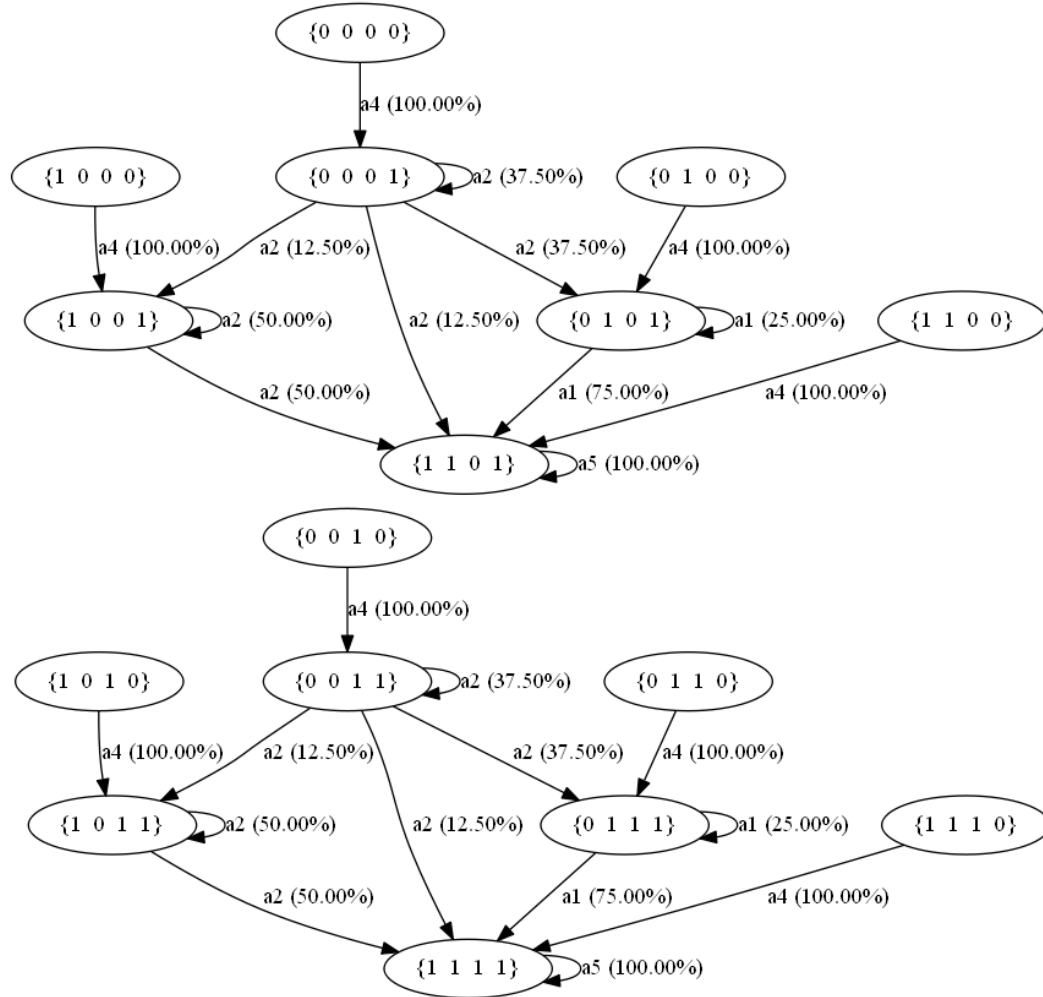 {0 0 0 0}
a4 (100.00%)
{1 0 0 0}
{0 0 0 1}
a2 (37.50%)
{0 1 0 0}
a4 (100.00%)
a2 (12.50%)
a2 (37.50%)
a4 (100.00%)
{1 0 0 1}
a2 (50.00%)
a2 (12.50%)
{0 1 0 1}
a1 (25.00%)
{1 1 0 0}
a2 (50.00%)
a1 (75.00%)
a4 (100.00%)
{1 1 0 1}
a5 (100.00%)
{0 0 1 0}
a4 (100.00%)
{1 0 1 0}
{0 0 1 1}
a2 (37.50%)
{0 1 1 0}
a4 (100.00%)
a2 (12.50%)
a2 (37.50%)
a4 (100.00%)
{1 0 1 1}
a2 (50.00%)
a2 (12.50%)
{0 1 1 1}
a1 (25.00%)
{1 1 1 0}
a2 (50.00%)
a1 (75.00%)
a4 (100.00%)
{1 1 1 1}
a5 (100.00%)